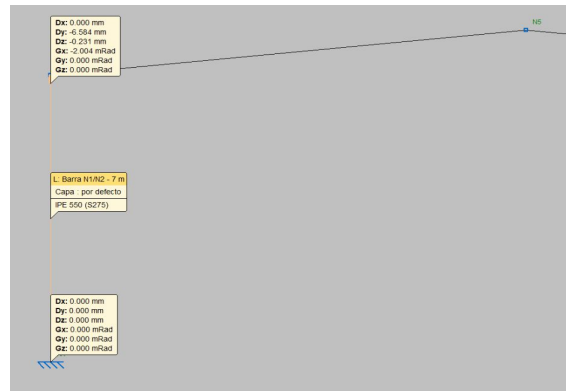 Dx: 0.000 mm
Dy: -6.584 mm
Dz: -0.231 mm
Gx: -2.004 mRad
Gy: 0.000 mRad
Gz: 0.000 mRad
N5
L: Barra N1/N2 - 7 m
Capa : por defecto
IPE 550 (S275)
Dx: 0.000 mm
Dy: 0.000 mm
Dz: 0.000 mm
Gx: 0.000 mRad
Gy: 0.000 mRad
Gz: 0.000 mRad